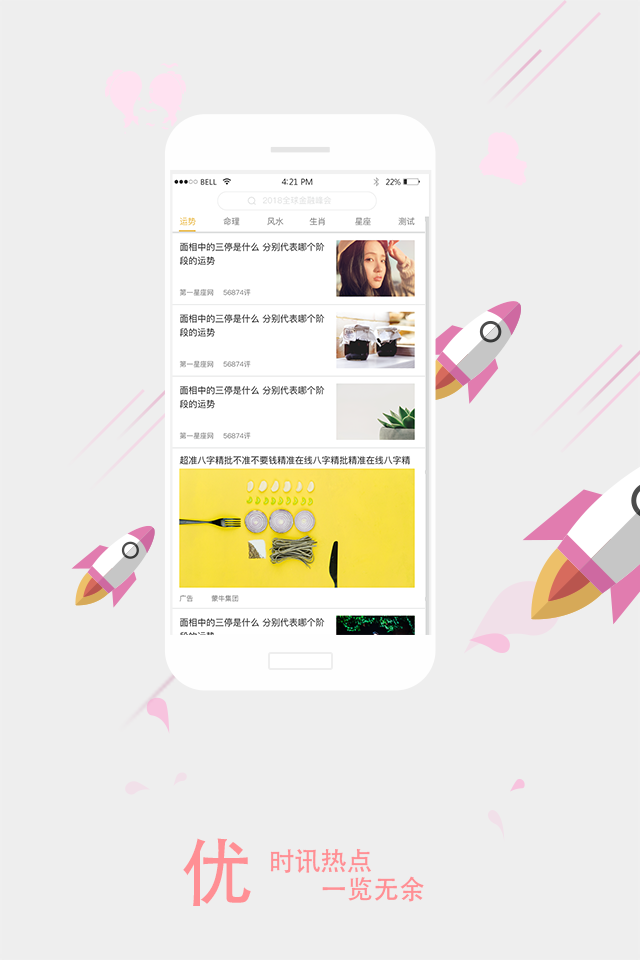 BELL 4:21 PM 22%
2018全球金融峰会
运势 命理 风水 生肖 星座 测试
面相中的三停是什么 分别代表哪个阶
段的运势
第一星座网 56874评
面相中的三停是什么 分别代表哪个阶
段的运势
第一星座网 56874评
面相中的三停是什么 分别代表哪个阶
段的运势
第一星座网 56874评
超准八字精批不准不要钱精准在线八字精批精准在线八字精
广告 蒙牛集团
面相中的三停是什么 分别代表哪个阶
段的运势
优 时讯热点
一览无余